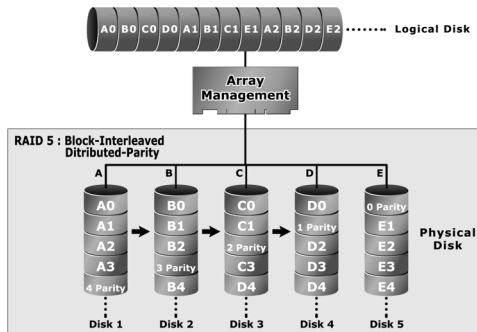 A0 B0 C0 D0 A1 B1 C1 E1 A2 B2 D2 E2
Logical Disk
Array
Management
RAID 5 : Block-Interleaved
Ditributed-Parity
A B C D E
A0 B0 C0 D0 0 Parity
A1 B1 C1 1 Parity E1
A2 B2 2 Parity D2 E2
A3 3 Parity C3 D3 E3
4 Parity B4 D4 D4 E4
Physical
Disk
Disk 1 Disk 2 Disk 3 Disk 4 Disk 5